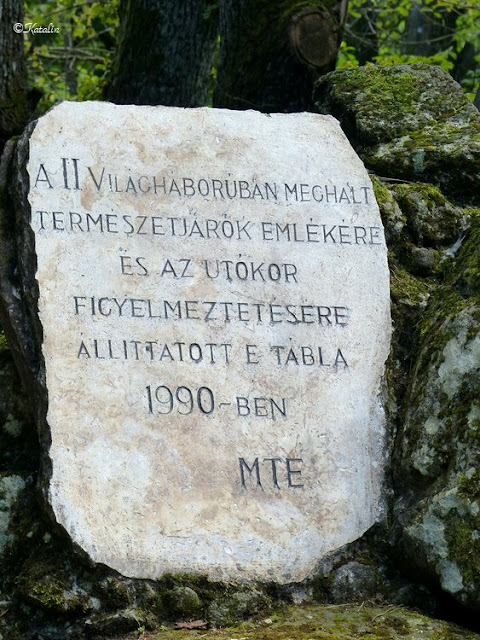 ©Katalin
A II VILÁGHÁBORÚBAN MEGHALT
TERMÉSZETJÁRÓK EMLÉKÉRE
ÉS AZ UTÓKOR
FIGYELMEZTETÉSÉRE
ÁLLÍTTATOTT E TÁBLA
1990-BEN
MTE